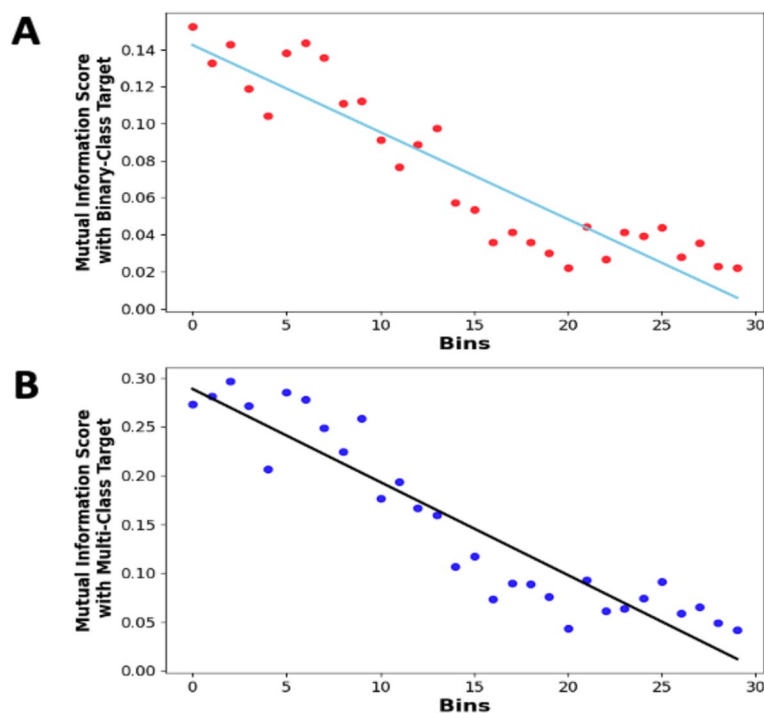 A
Mutual Information Score
with Binary-Class Target
0.14
0.12
0.10
0.08
0.06
0.04
0.02
0.00
0 5 10 15 20 25 30
Bins
B
Mutual Information Score
with Multi-Class Target
0.30
0.25
0.20
0.15
0.10
0.05
0.00
0 5 10 15 20 25 30
Bins